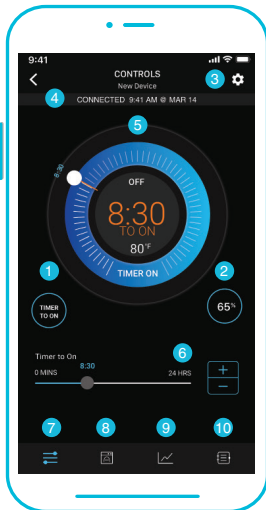 9:41
CONTROLS
New Device
3
4
CONNECTED 9:41 AM @ MAR 14
5
8:30
OFF
8:30
TO ON
80°F
TIMER ON
1
2
TIMER
TO ON
65%
6
Timer to On
8:30
0 MINS
24 HRS
+
−
7
8
9
10